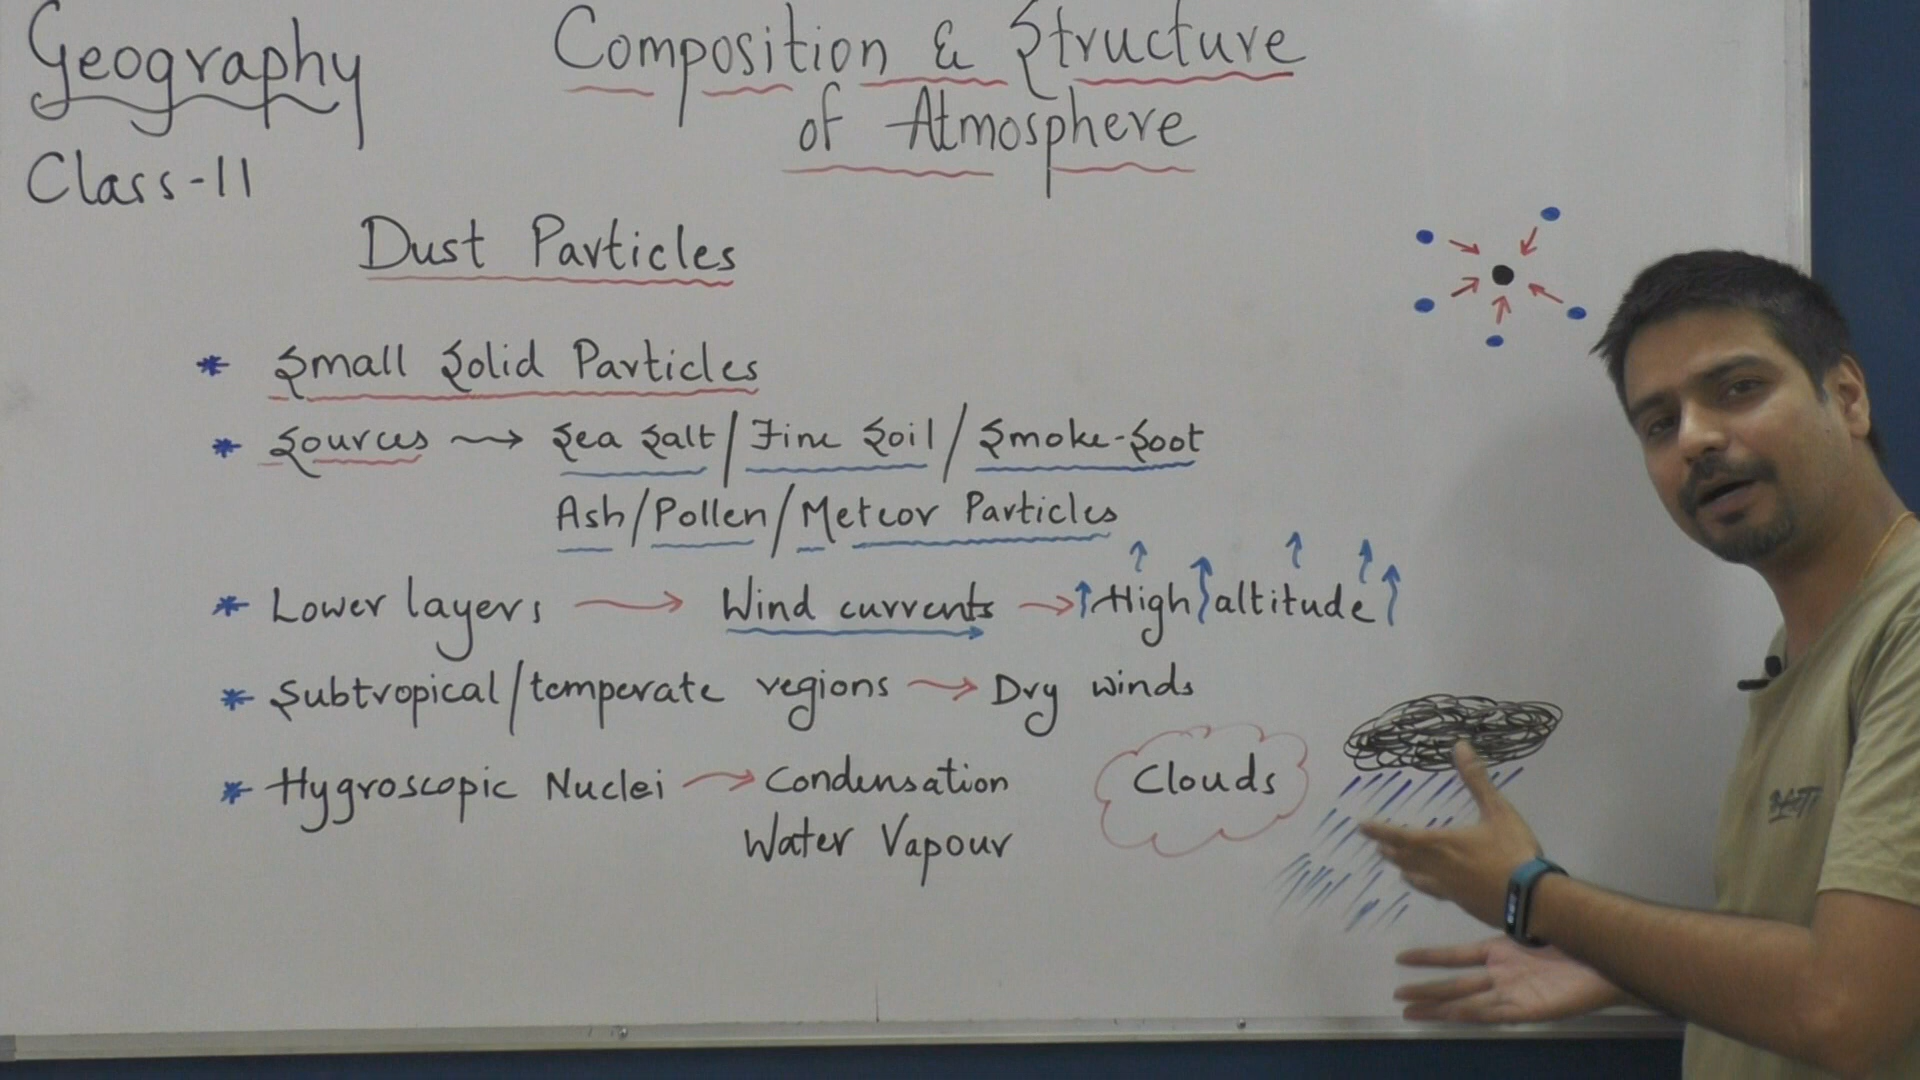 Geography
Class-11
Composition & Structure
of Atmosphere
Dust Particles
* Small Solid Particles
* Sources → Sea Salt/Fine Soil/Smoke-Soot
Ash/Pollen/Meteor Particles
* Lower layers → Wind currents → High altitude
* Subtropical/temperate regions → Dry winds
* Hygroscopic Nuclei → Condensation
Water Vapour
Clouds